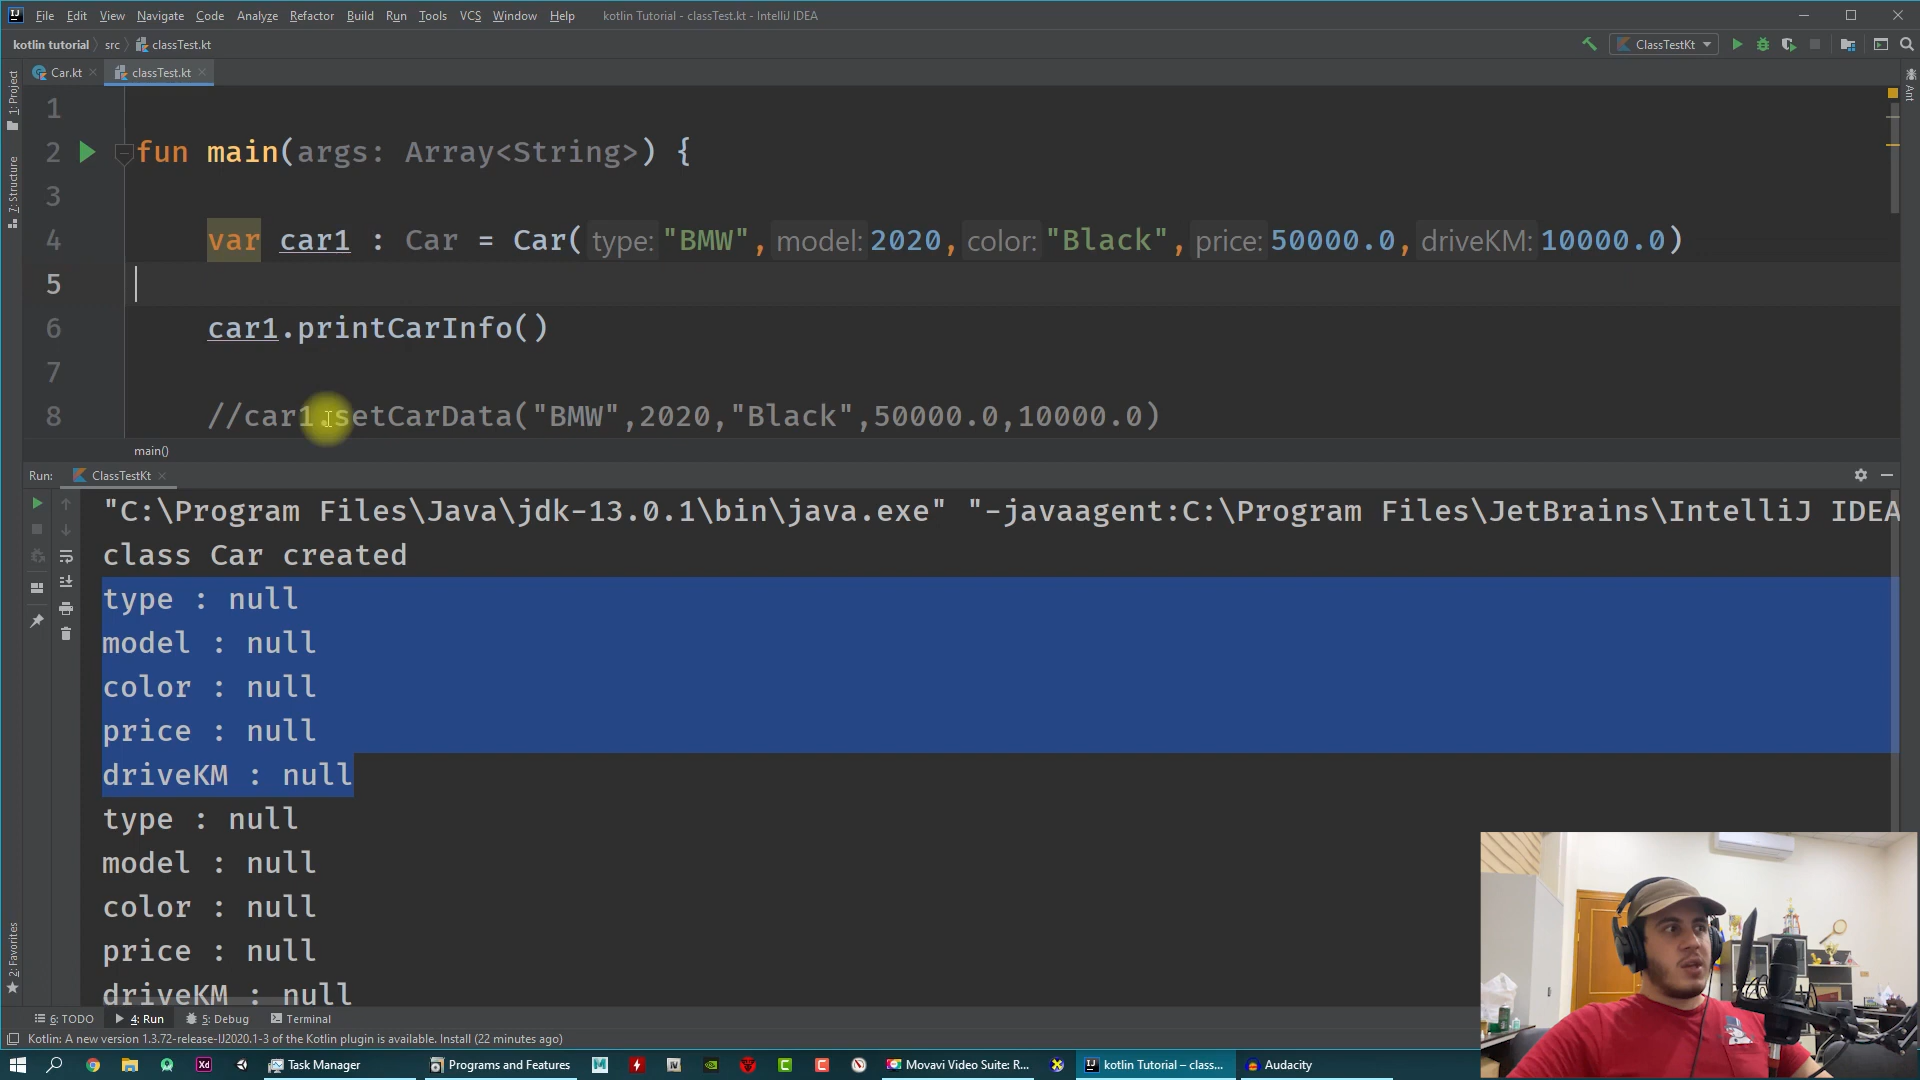 File Edit View Navigate Code Analyze Refactor Build Run Tools VCS Window Help kotlin Tutorial - classTest.kt - IntelliJ IDEA
kotlin tutorial src classTest.kt ClassTestKt
Car.kt classTest.kt
1: Project
7: Structure
2: Favorites
Ant
1
2 fun main(args: Array<String>) {
3
4 var car1 : Car = Car( type: "BMW", model: 2020, color: "Black", price: 50000.0, driveKM: 10000.0)
5
6 car1.printCarInfo()
7
8 //car1.setCarData("BMW",2020,"Black",50000.0,10000.0)
main()
Run: ClassTestKt
"C:\Program Files\Java\jdk-13.0.1\bin\java.exe" "-javaagent:C:\Program Files\JetBrains\IntelliJ IDEA
class Car created
type : null
model : null
color : null
price : null
driveKM : null
type : null
model : null
color : null
price : null
driveKM : null
6: TODO 4: Run 5: Debug Terminal
Kotlin: A new version 1.3.72-release-IJ2020.1-3 of the Kotlin plugin is available. Install (22 minutes ago)
Task Manager Programs and Features Movavi Video Suite: R... kotlin Tutorial – class... Audacity